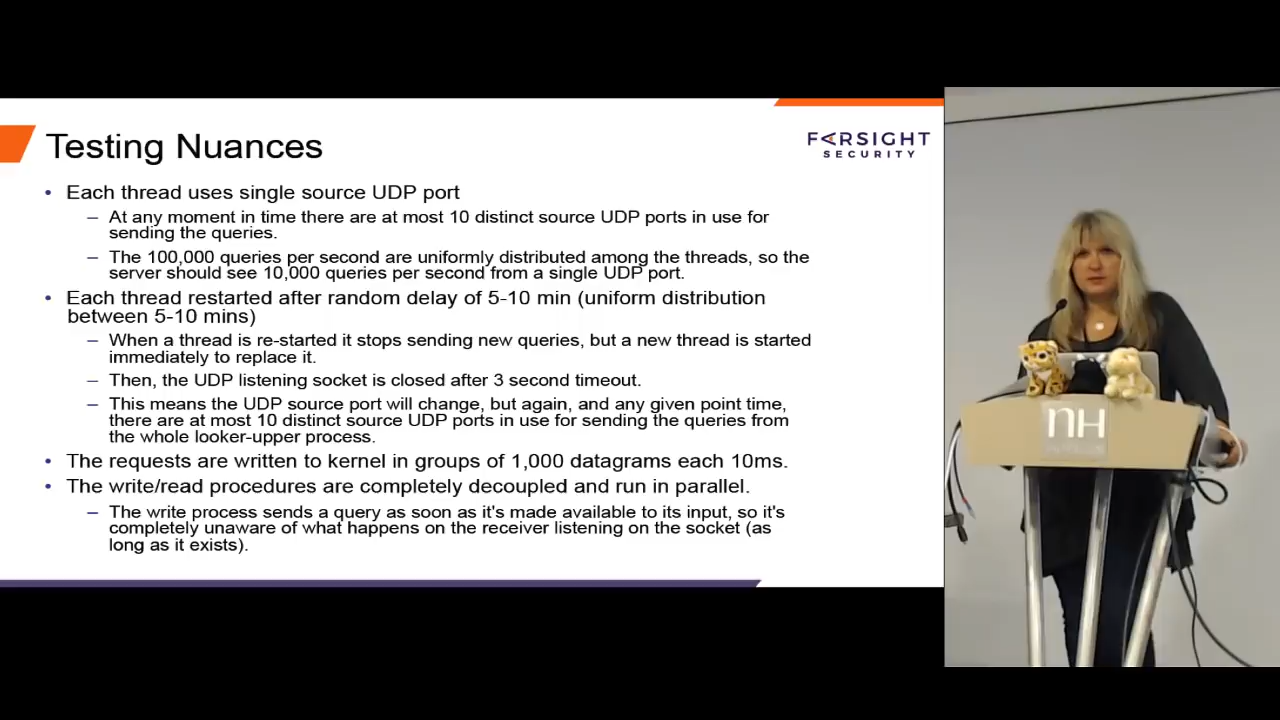 Testing Nuances
FARSIGHT
SECURITY
• Each thread uses single source UDP port
– At any moment in time there are at most 10 distinct source UDP ports in use for
sending the queries.
– The 100,000 queries per second are uniformly distributed among the threads, so the
server should see 10,000 queries per second from a single UDP port.
• Each thread restarted after random delay of 5-10 min (uniform distribution
between 5-10 mins)
– When a thread is re-started it stops sending new queries, but a new thread is started
immediately to replace it.
– Then, the UDP listening socket is closed after 3 second timeout.
– This means the UDP source port will change, but again, and any given point time,
there are at most 10 distinct source UDP ports in use for sending the queries from
the whole looker-upper process.
• The requests are written to kernel in groups of 1,000 datagrams each 10ms.
• The write/read procedures are completely decoupled and run in parallel.
– The write process sends a query as soon as it's made available to its input, so it's
completely unaware of what happens on the receiver listening on the socket (as
long as it exists).
NH